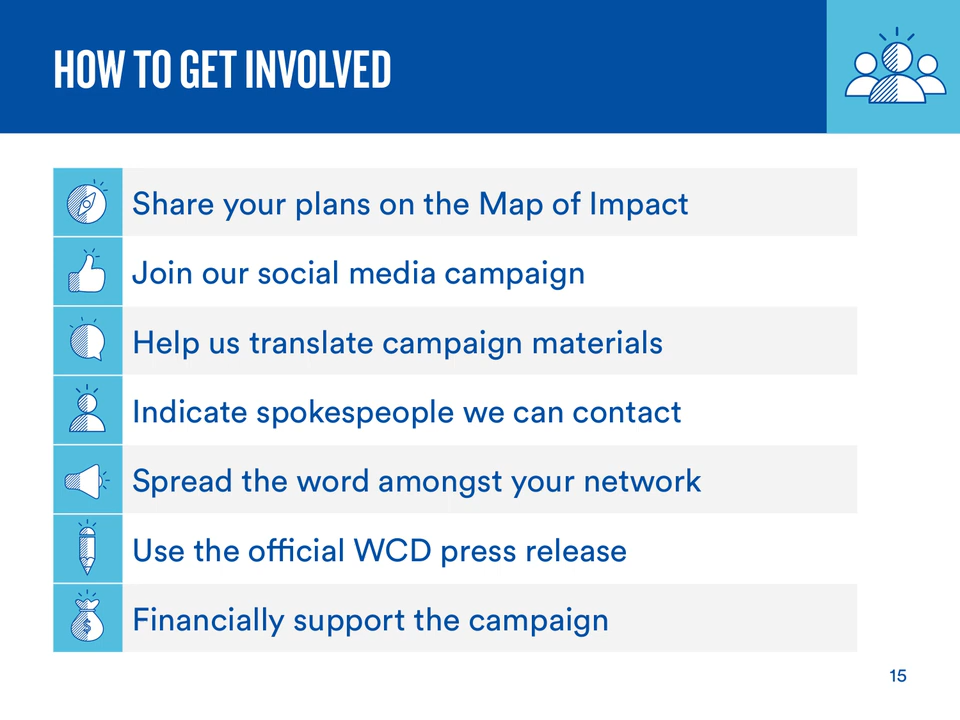 HOW TO GET INVOLVED
Share your plans on the Map of Impact
Join our social media campaign
Help us translate campaign materials
Indicate spokespeople we can contact
Spread the word amongst your network
Use the official WCD press release
$
Financially support the campaign
15